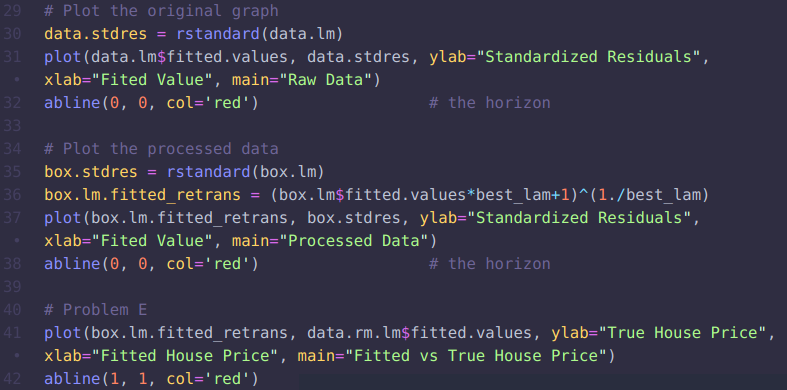 29 # Plot the original graph
30 data.stdres = rstandard(data.lm)
31 plot(data.lm$fitted.values, data.stdres, ylab="Standardized Residuals",
• xlab="Fited Value", main="Raw Data")
32 abline(0, 0, col='red') # the horizon
33
34 # Plot the processed data
35 box.stdres = rstandard(box.lm)
36 box.lm.fitted_retrans = (box.lm$fitted.values*best_lam+1)^(1./best_lam)
37 plot(box.lm.fitted_retrans, box.stdres, ylab="Standardized Residuals",
• xlab="Fited Value", main="Processed Data")
38 abline(0, 0, col='red') # the horizon
39
40 # Problem E
41 plot(box.lm.fitted_retrans, data.rm.lm$fitted.values, ylab="True House Price",
• xlab="Fitted House Price", main="Fitted vs True House Price")
42 abline(1, 1, col='red')